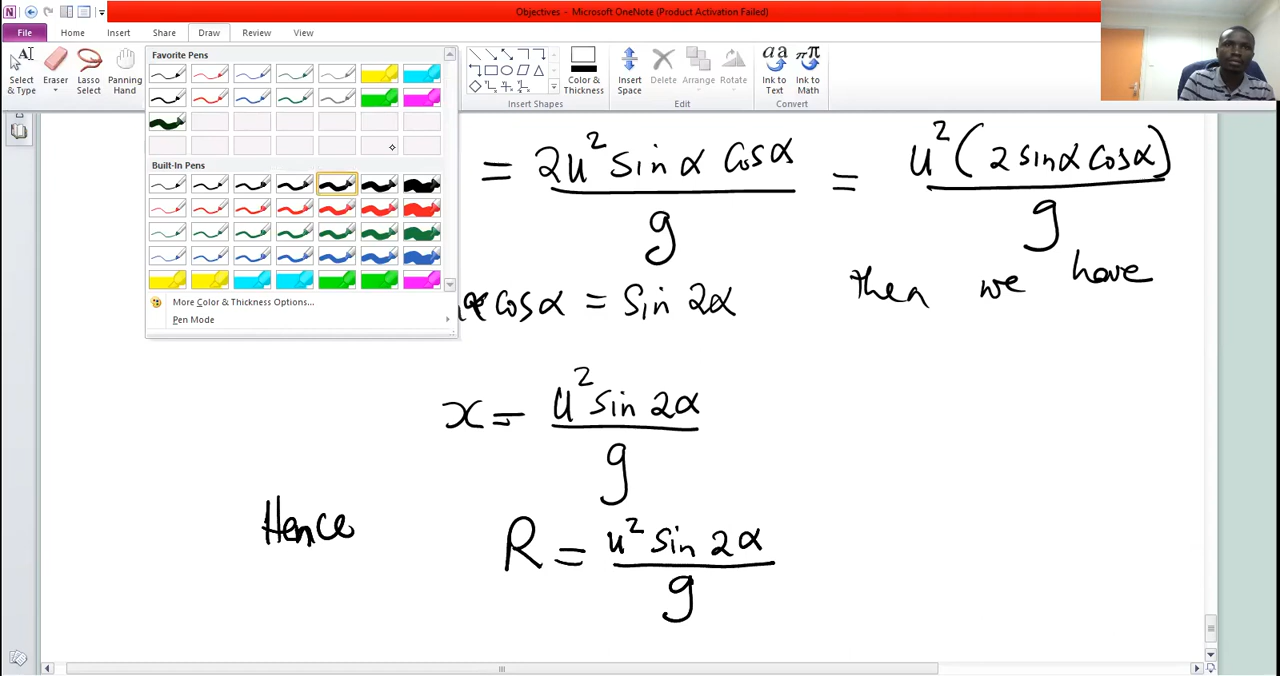 Objectives - Microsoft OneNote (Product Activation Failed)
File Home Insert Share Draw Review View
Select & Type
Eraser
Lasso Select
Panning Hand
Favorite Pens
Built-In Pens
More Color & Thickness Options...
Pen Mode
Color & Thickness
Insert Space
Delete
Arrange
Rotate
Ink to Text
Ink to Math
Insert Shapes
Edit
Convert
= 2u² sin α cos α / g = u² (2 sin α cos α) / g
cos α = sin 2α then we have
x = u² sin 2α / g
Hence R = u² sin 2α / g